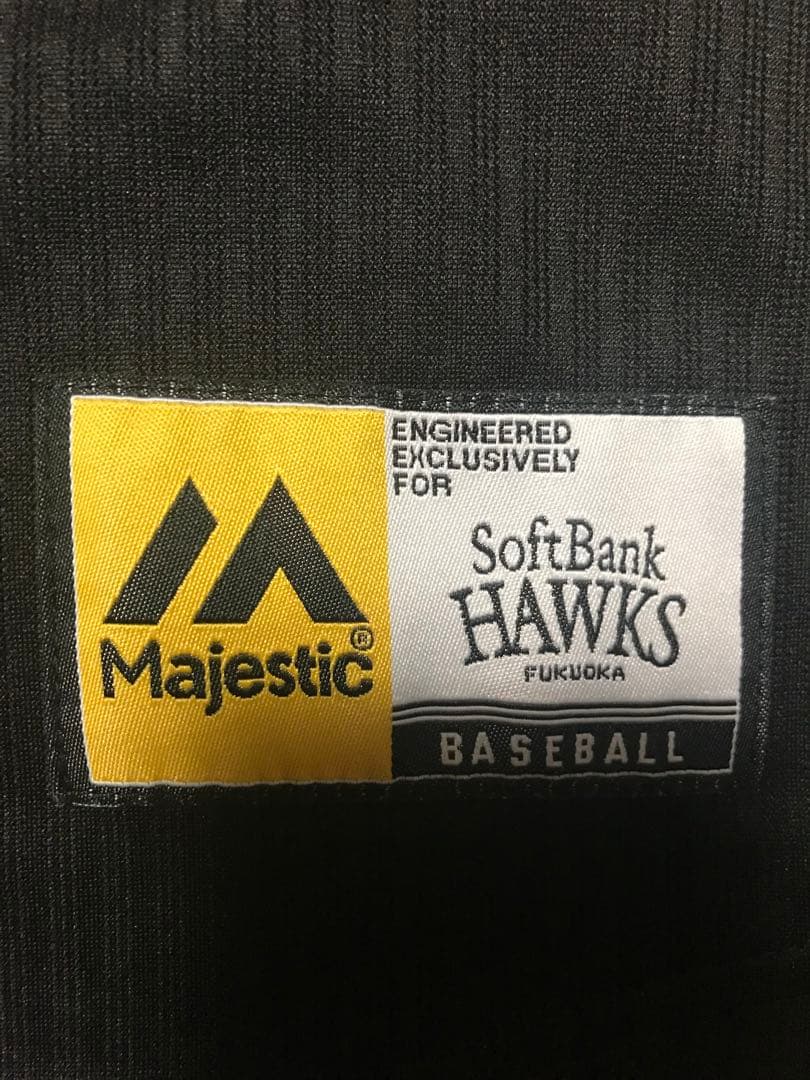 Majestic®
ENGINEERED
EXCLUSIVELY
FOR
SoftBank
HAWKS
FUKUOKA
BASEBALL